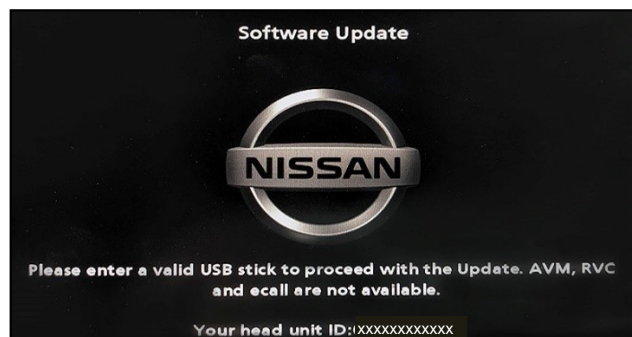 Software Update
NISSAN
Please enter a valid USB stick to proceed with the Update. AVM, RVC
and ecall are not available.
Your head unit ID:xxxxxxxxxxxx